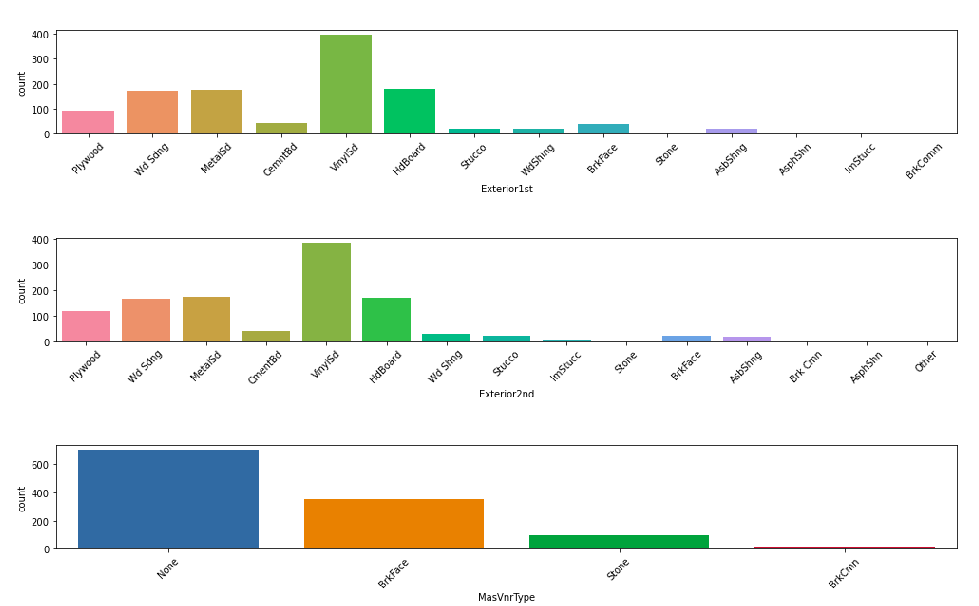 400
300
200
100
0
count
Plywood Wd Sdng MetalSd CemntBd VinylSd HdBoard Stucco WdShing BrkFace Stone AsbShng AsphShn ImStucc BrkComm
Exterior1st
400
300
200
100
0
count
Plywood Wd Sdng MetalSd CmentBd VinylSd HdBoard Wd Shng Stucco ImStucc Stone BrkFace AsbShng Brk Cmn AsphShn Other
Exterior2nd
600
400
200
0
count
None BrkFace Stone BrkCmn
MasVnrType